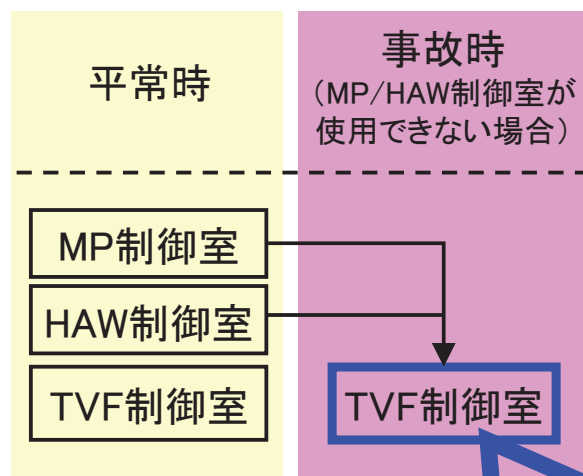 平常時
事故時
（MP/HAW制御室が
使用できない場合）
MP制御室
HAW制御室
TVF制御室
TVF制御室